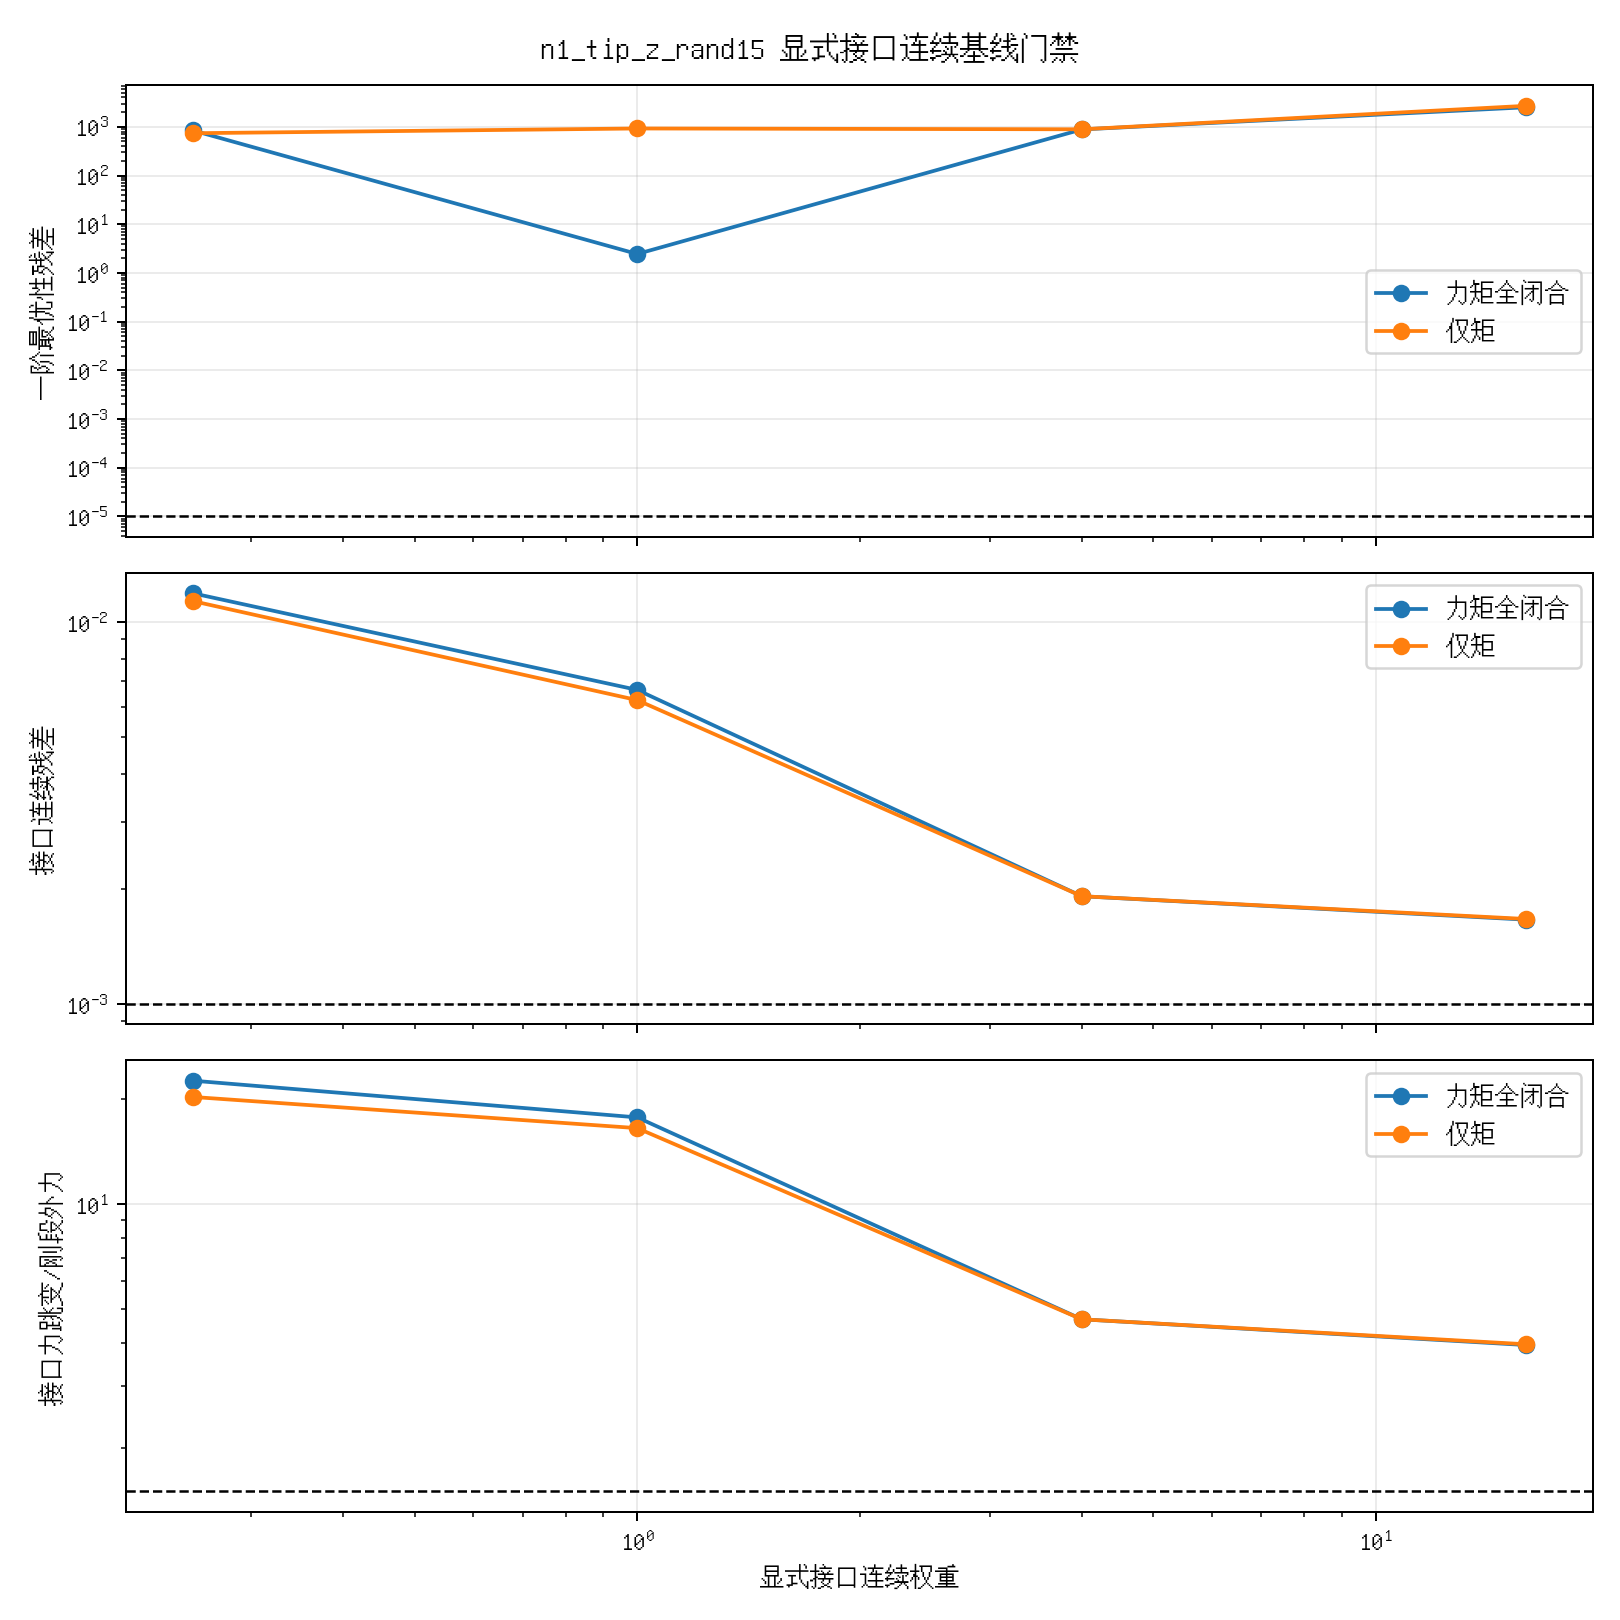 n1_tip_z_rand15 显式接口连续基线门禁
一阶最优性残差
10³
10²
10¹
10⁰
10⁻¹
10⁻²
10⁻³
10⁻⁴
10⁻⁵
力矩全闭合
仅矩
接口连续残差
10⁻²
10⁻³
力矩全闭合
仅矩
接口力跳变/刚段外力
10¹
力矩全闭合
仅矩
10⁰
10¹
显式接口连续权重